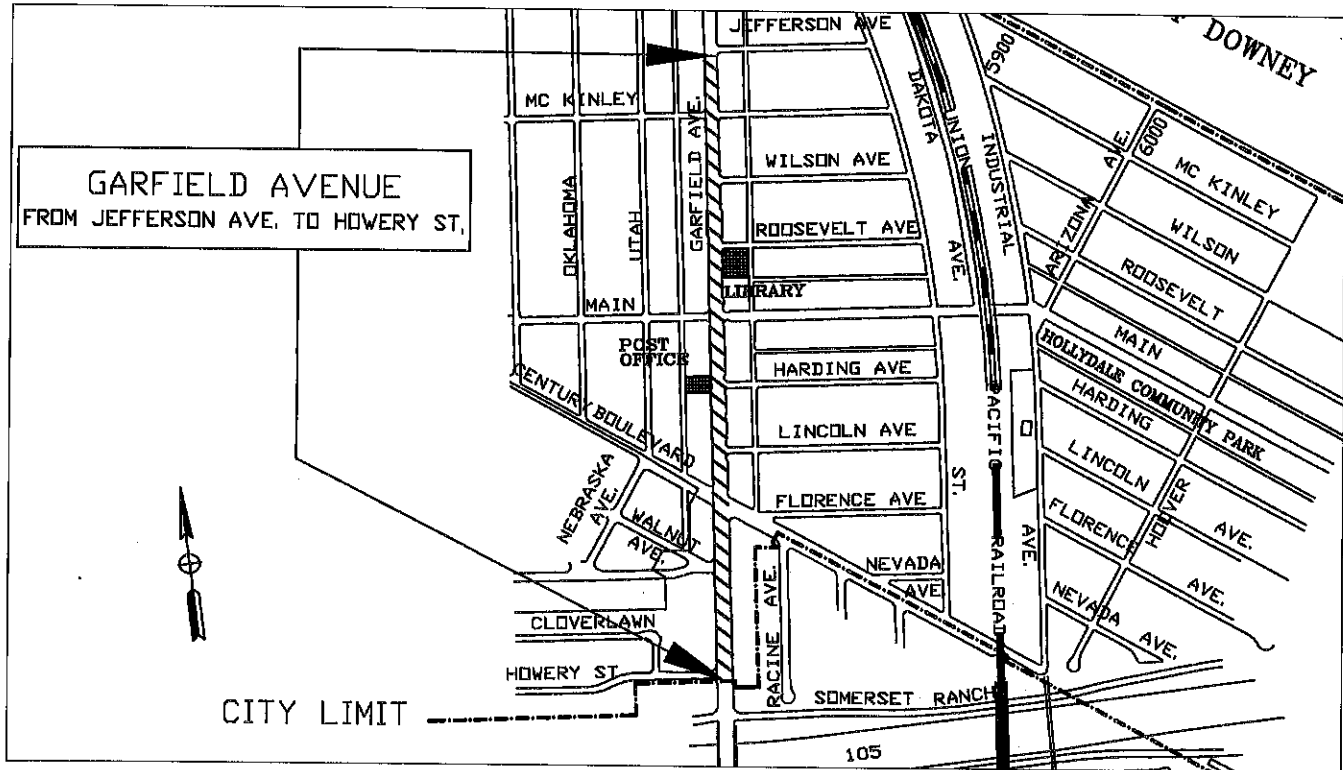 JEFFERSON AVE
DOWNEY
5900
DAKOTA
AVE.
UNION
INDUSTRIAL
MC KINLEY
GARFIELD AVE.
WILSON AVE
ARIZONA
AVE.
6000
MC KINLEY
GARFIELD AVENUE
FROM JEFFERSON AVE. TO HOWERY ST.
OKLAHOMA
UTAH
ROOSEVELT AVE
WILSON
ROOSEVELT
LIBRARY
MAIN
MAIN
POST
OFFICE
HARDING AVE
HOLLYDALE COMMUNITY PARK
HARDING
CENTURY BOULEVARD
PACIFIC
LINCOLN AVE
LINCOLN
NEBRASKA
AVE.
WALNUT
AVE.
FLORENCE AVE
ST.
AVE.
FLORENCE
HOOVER
AVE.
RAILROAD
NEVADA
AVE
AVE.
NEVADA AVE.
RACINE AVE.
CLOVERLAWN
HOWERY ST
SOMERSET RANCH
CITY LIMIT
105